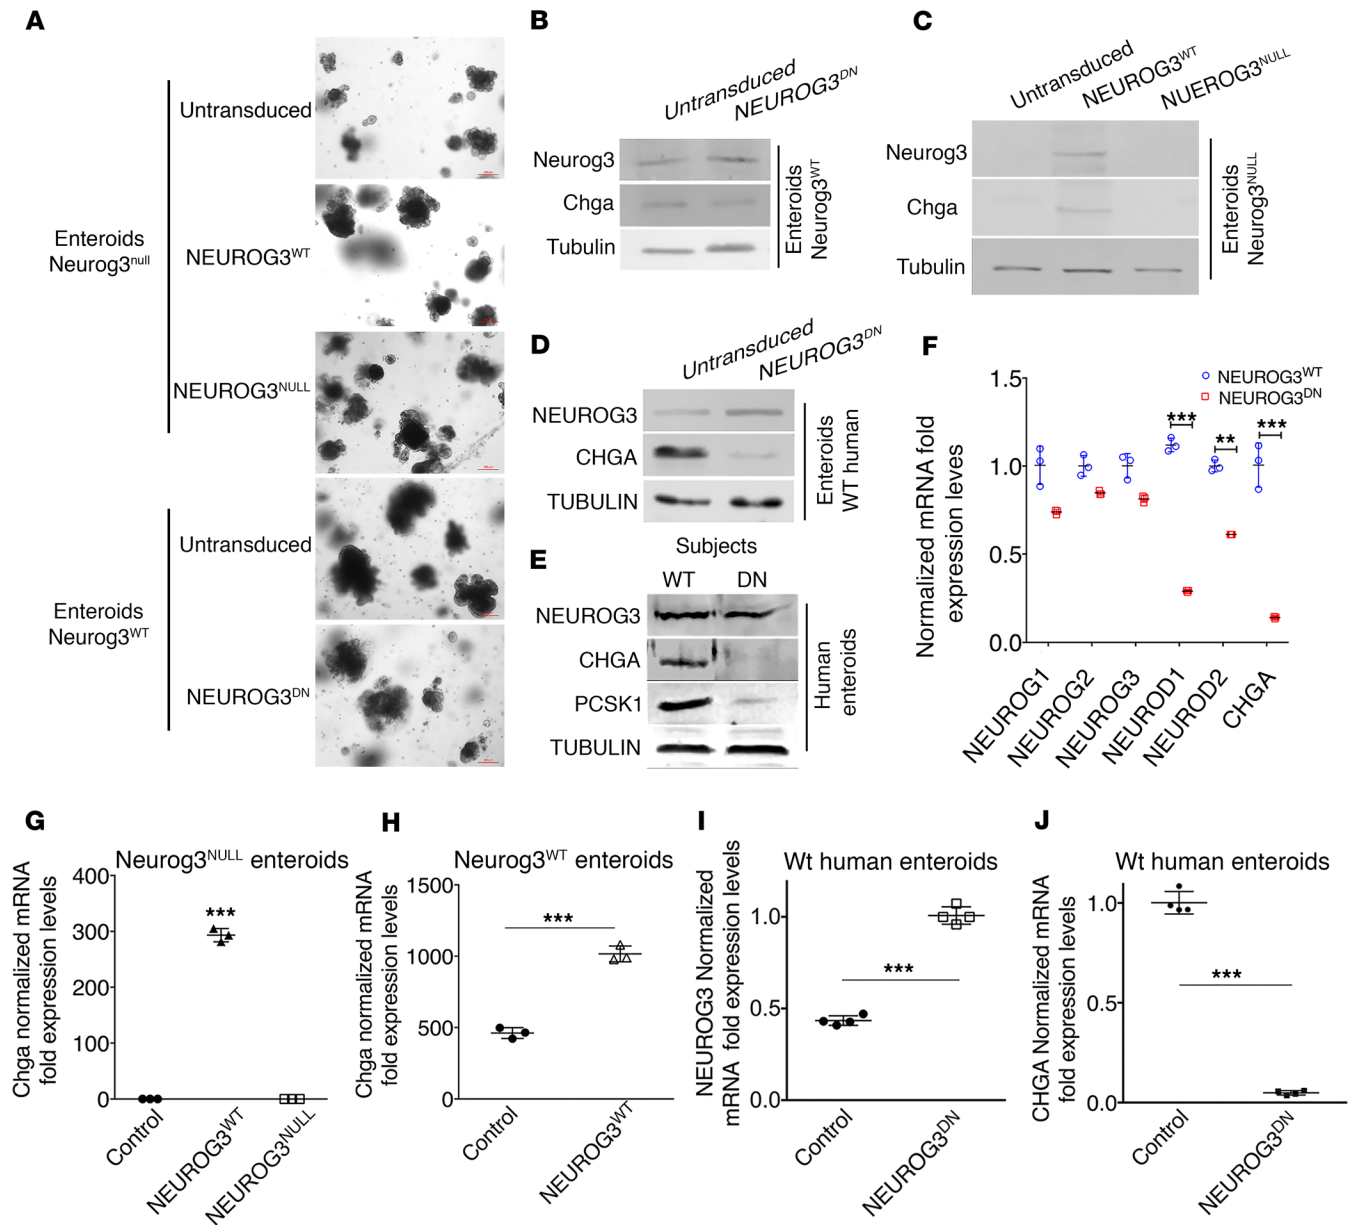 A
Untransduced
NEUROG3WT
Enteroids
Neurog3null
NEUROG3NULL
Untransduced
Enteroids
Neurog3WT
NEUROG3DN
B
Untransduced
NEUROG3DN
Neurog3
Chga
Tubulin
Enteroids
Neurog3WT
C
Untransduced
NEUROG3WT
NUEROG3NULL
Neurog3
Chga
Tubulin
Enteroids
Neurog3NULL
D
Untransduced
NEUROG3DN
NEUROG3
CHGA
TUBULIN
Enteroids
WT human
E
Subjects
WT DN
NEUROG3
CHGA
PCSK1
TUBULIN
Human
enteroids
F
NEUROG3WT
NEUROG3DN
Normalized mRNA fold
expression leves
1.5
1.0
0.5
0.0
*** ** ***
NEUROG1
NEUROG2
NEUROG3
NEUROD1
NEUROD2
CHGA
G
Neurog3NULL enteroids
Chga normalized mRNA
fold expression levels
400
300
200
100
0
***
Control
NEUROG3WT
NEUROG3NULL
H
Neurog3WT enteroids
Chga normalized mRNA
fold expression levels
1500
1000
500
0
***
Control
NEUROG3WT
I
Wt human enteroids
NEUROG3 Normalized
mRNA fold expression levels
1.0
0.5
0.0
***
Control
NEUROG3DN
J
Wt human enteroids
CHGA Normalized mRNA
fold expression levels
1.0
0.5
0.0
***
Control
NEUROG3DN